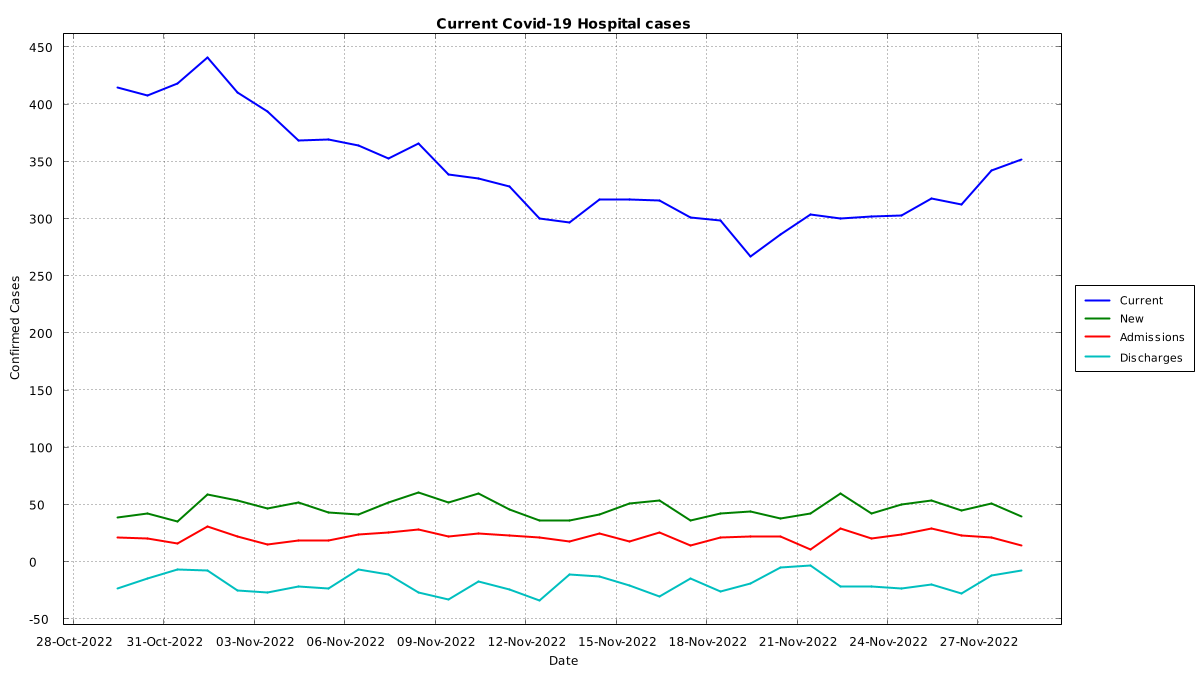 Current Covid-19 Hospital cases
450
400
350
300
250
200
150
100
50
0
-50
Confirmed Cases
28-Oct-2022 31-Oct-2022 03-Nov-2022 06-Nov-2022 09-Nov-2022 12-Nov-2022 15-Nov-2022 18-Nov-2022 21-Nov-2022 24-Nov-2022 27-Nov-2022
Date
Current
New
Admissions
Discharges